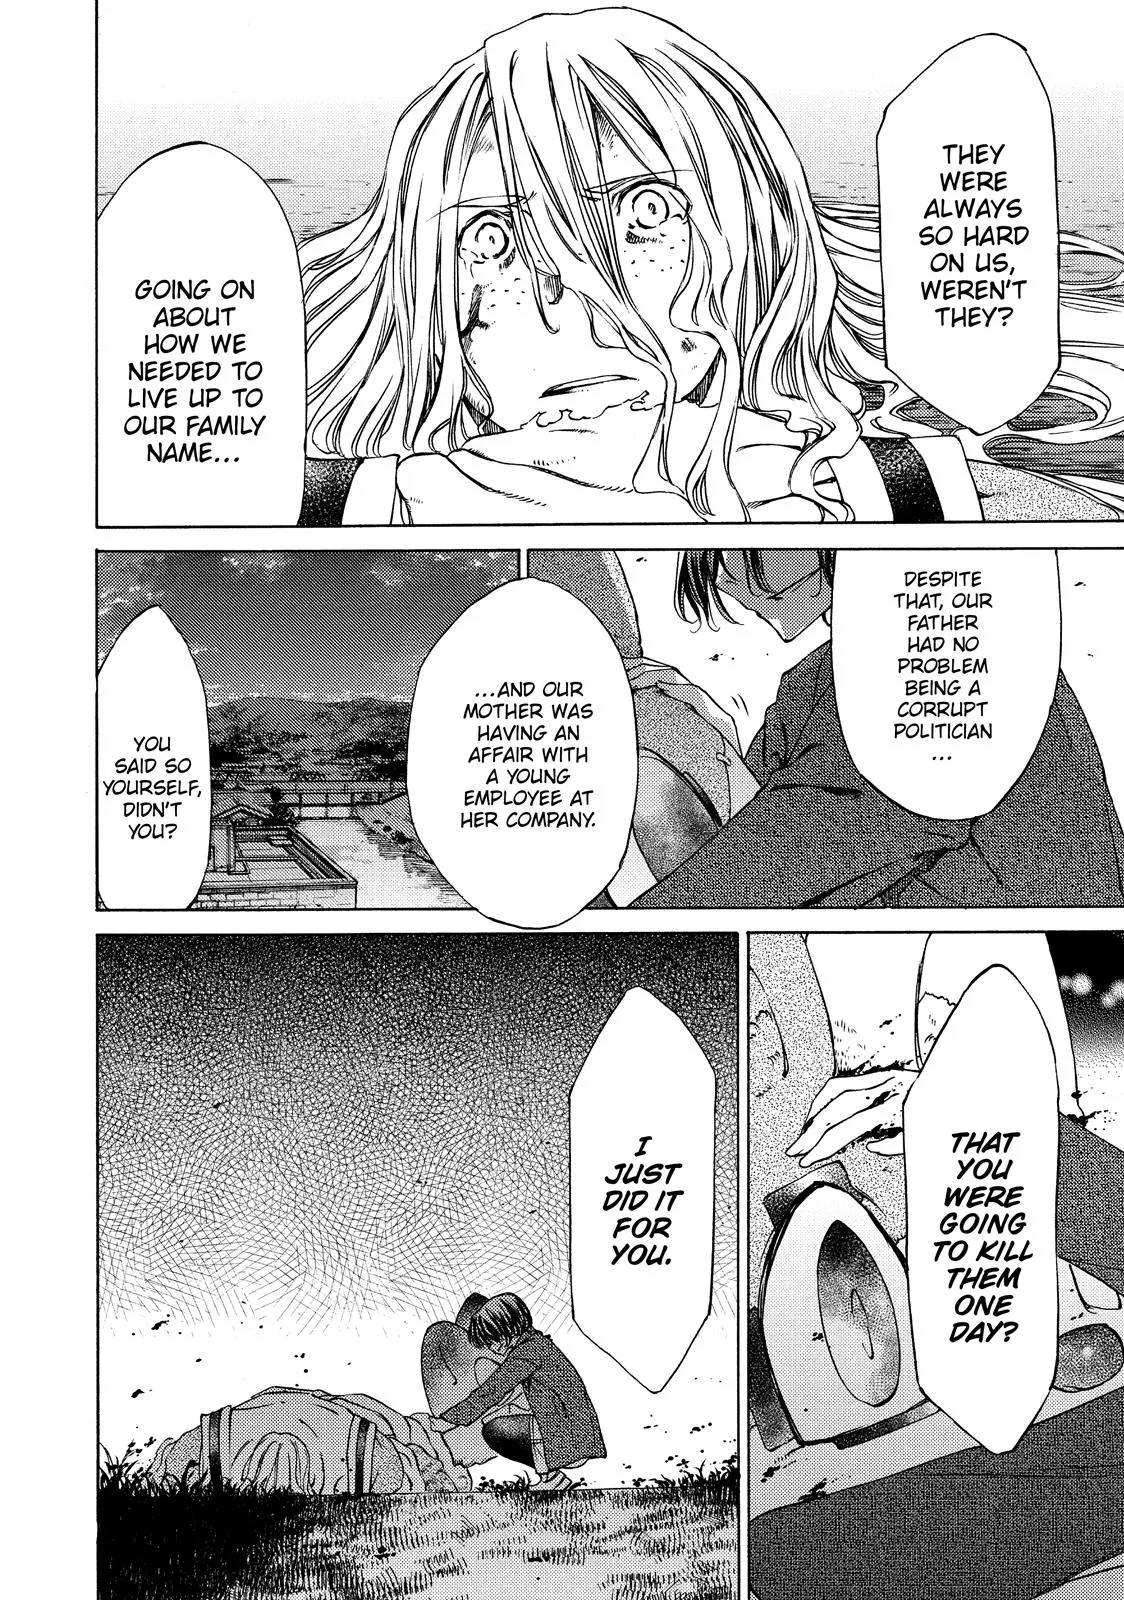 THEY
WERE
ALWAYS
SO HARD
ON US,
WEREN'T
THEY?
GOING ON
ABOUT
HOW WE
NEEDED TO
LIVE UP TO
OUR FAMILY
NAME...
DESPITE
THAT, OUR
FATHER
HAD NO
PROBLEM
BEING A
CORRUPT
POLITICIAN
...
...AND OUR
MOTHER WAS
HAVING AN
AFFAIR WITH
A YOUNG
EMPLOYEE AT
HER COMPANY.
YOU
SAID SO
YOURSELF,
DIDN'T
YOU?
THAT
YOU
WERE
GOING
TO KILL
THEM
ONE
DAY?
I
JUST
DID IT
FOR
YOU.